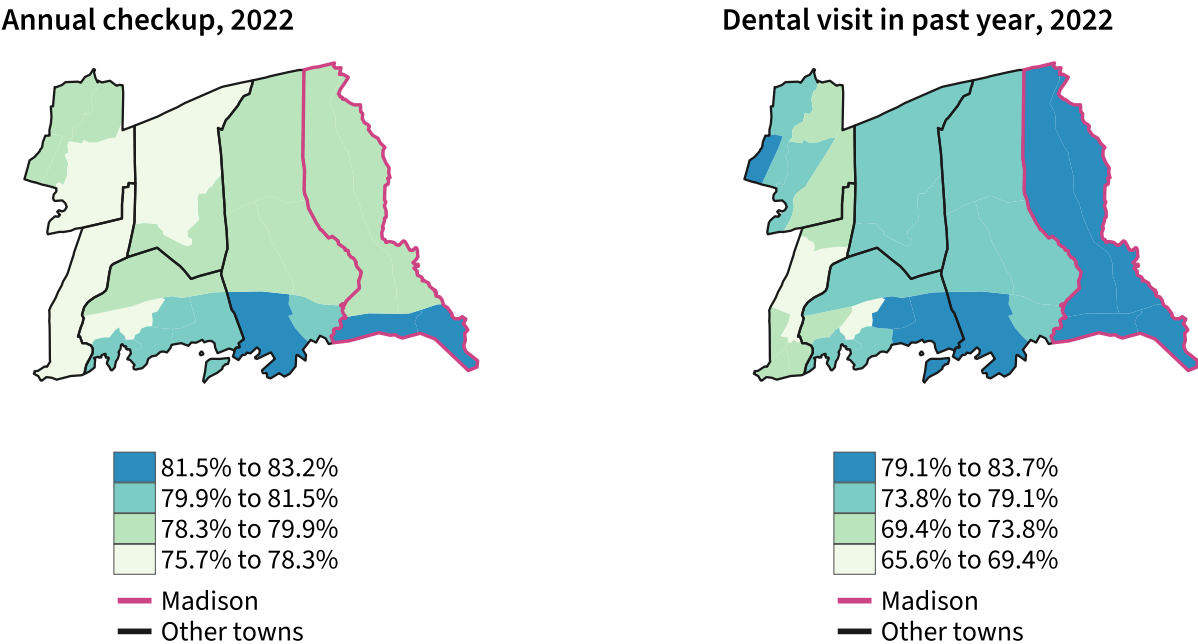 Annual checkup, 2022
81.5% to 83.2%
79.9% to 81.5%
78.3% to 79.9%
75.7% to 78.3%
Madison
Other towns
Dental visit in past year, 2022
79.1% to 83.7%
73.8% to 79.1%
69.4% to 73.8%
65.6% to 69.4%
Madison
Other towns